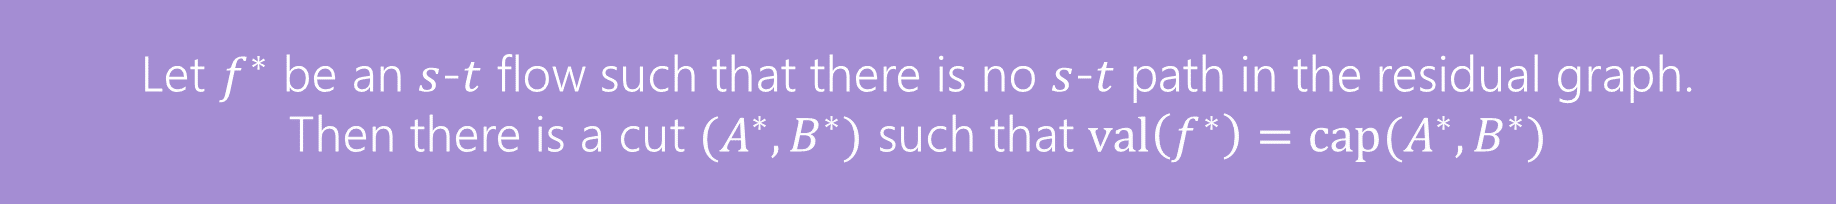 Let 𝑓* be an 𝑠-𝑡 flow such that there is no 𝑠-𝑡 path in the residual graph.
Then there is a cut (𝐴*, 𝐵*) such that val(𝑓*) = cap(𝐴*, 𝐵*)